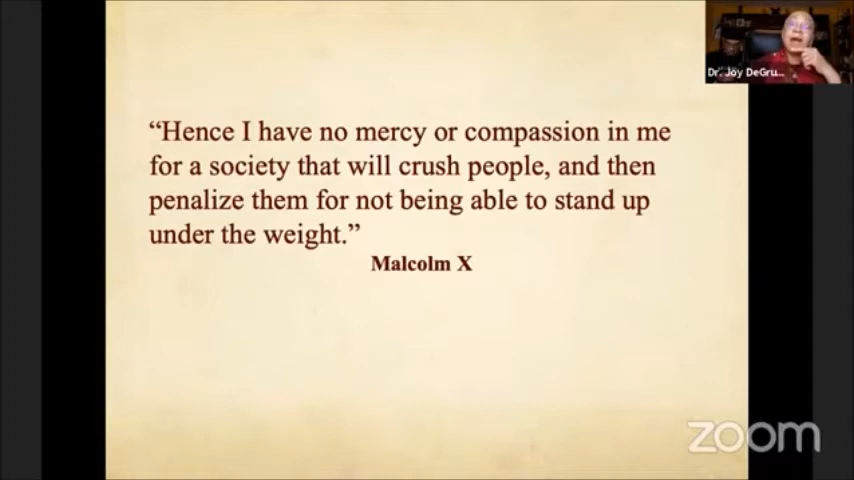 Dr. Joy DeGru...
“Hence I have no mercy or compassion in me
for a society that will crush people, and then
penalize them for not being able to stand up
under the weight.”
Malcolm X
zoom